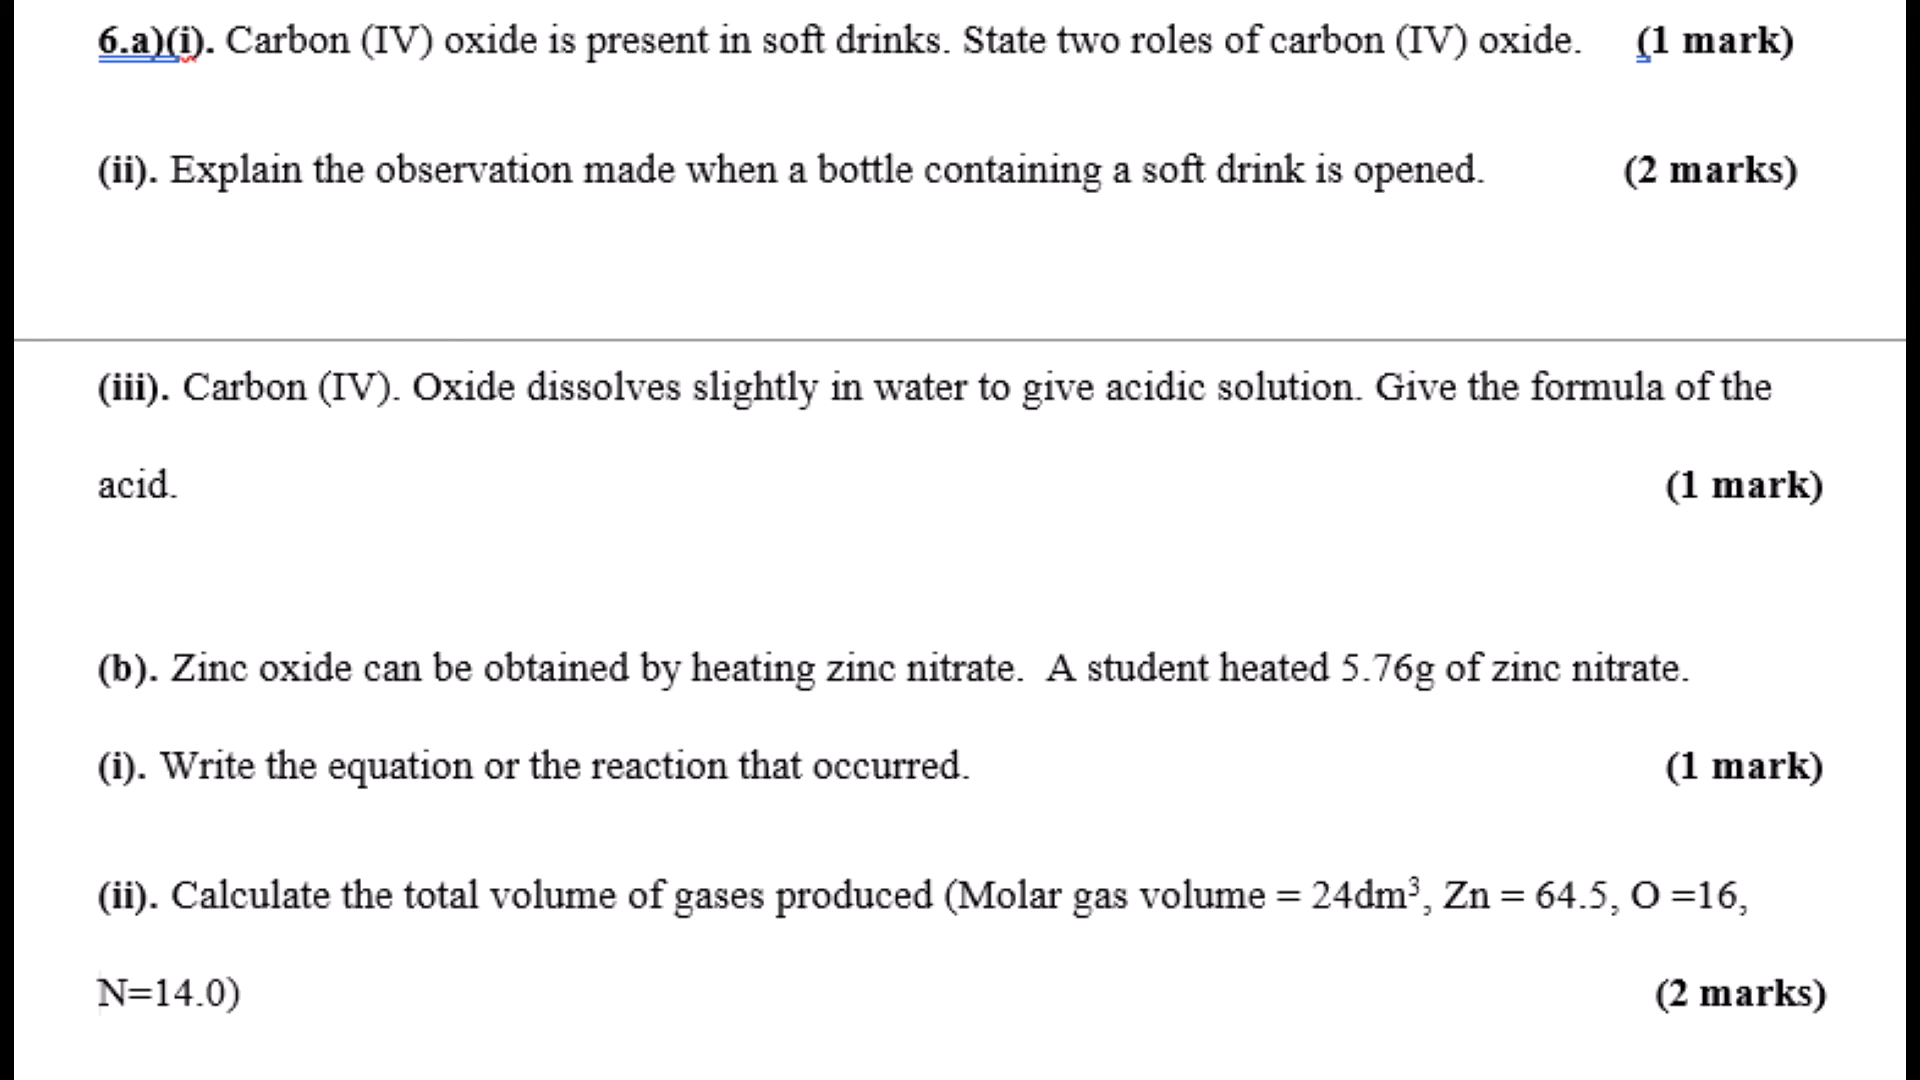 6.a)(i). Carbon (IV) oxide is present in soft drinks. State two roles of carbon (IV) oxide. (1 mark)
(ii). Explain the observation made when a bottle containing a soft drink is opened. (2 marks)
(iii). Carbon (IV). Oxide dissolves slightly in water to give acidic solution. Give the formula of the
acid. (1 mark)
(b). Zinc oxide can be obtained by heating zinc nitrate. A student heated 5.76g of zinc nitrate.
(i). Write the equation or the reaction that occurred. (1 mark)
(ii). Calculate the total volume of gases produced (Molar gas volume = 24dm³, Zn = 64.5, O =16,
N=14.0) (2 marks)